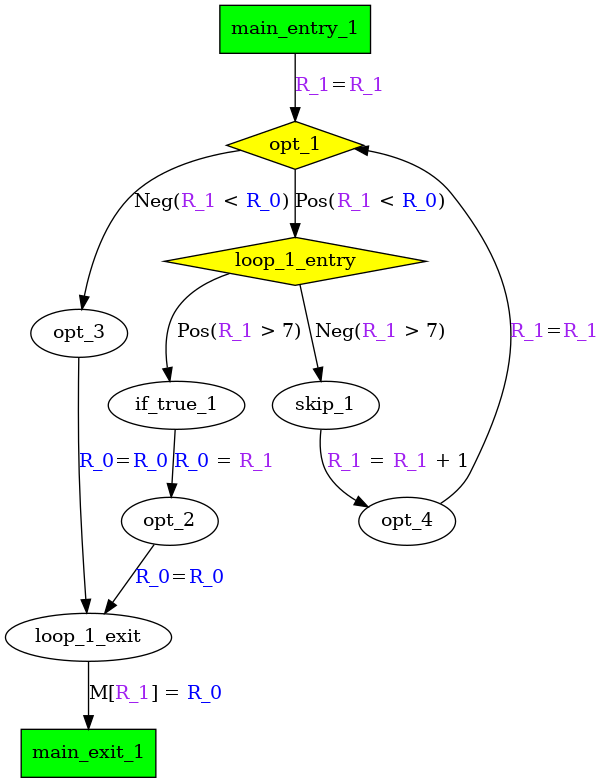 main_entry_1
R_1=R_1
opt_1
Neg(R_1 < R_0)
Pos(R_1 < R_0)
loop_1_entry
opt_3
Pos(R_1 > 7)
Neg(R_1 > 7)
R_1=R_1
if_true_1
skip_1
R_0=R_0
R_0 = R_1
R_1 = R_1 + 1
opt_2
opt_4
R_0=R_0
loop_1_exit
M[R_1] = R_0
main_exit_1